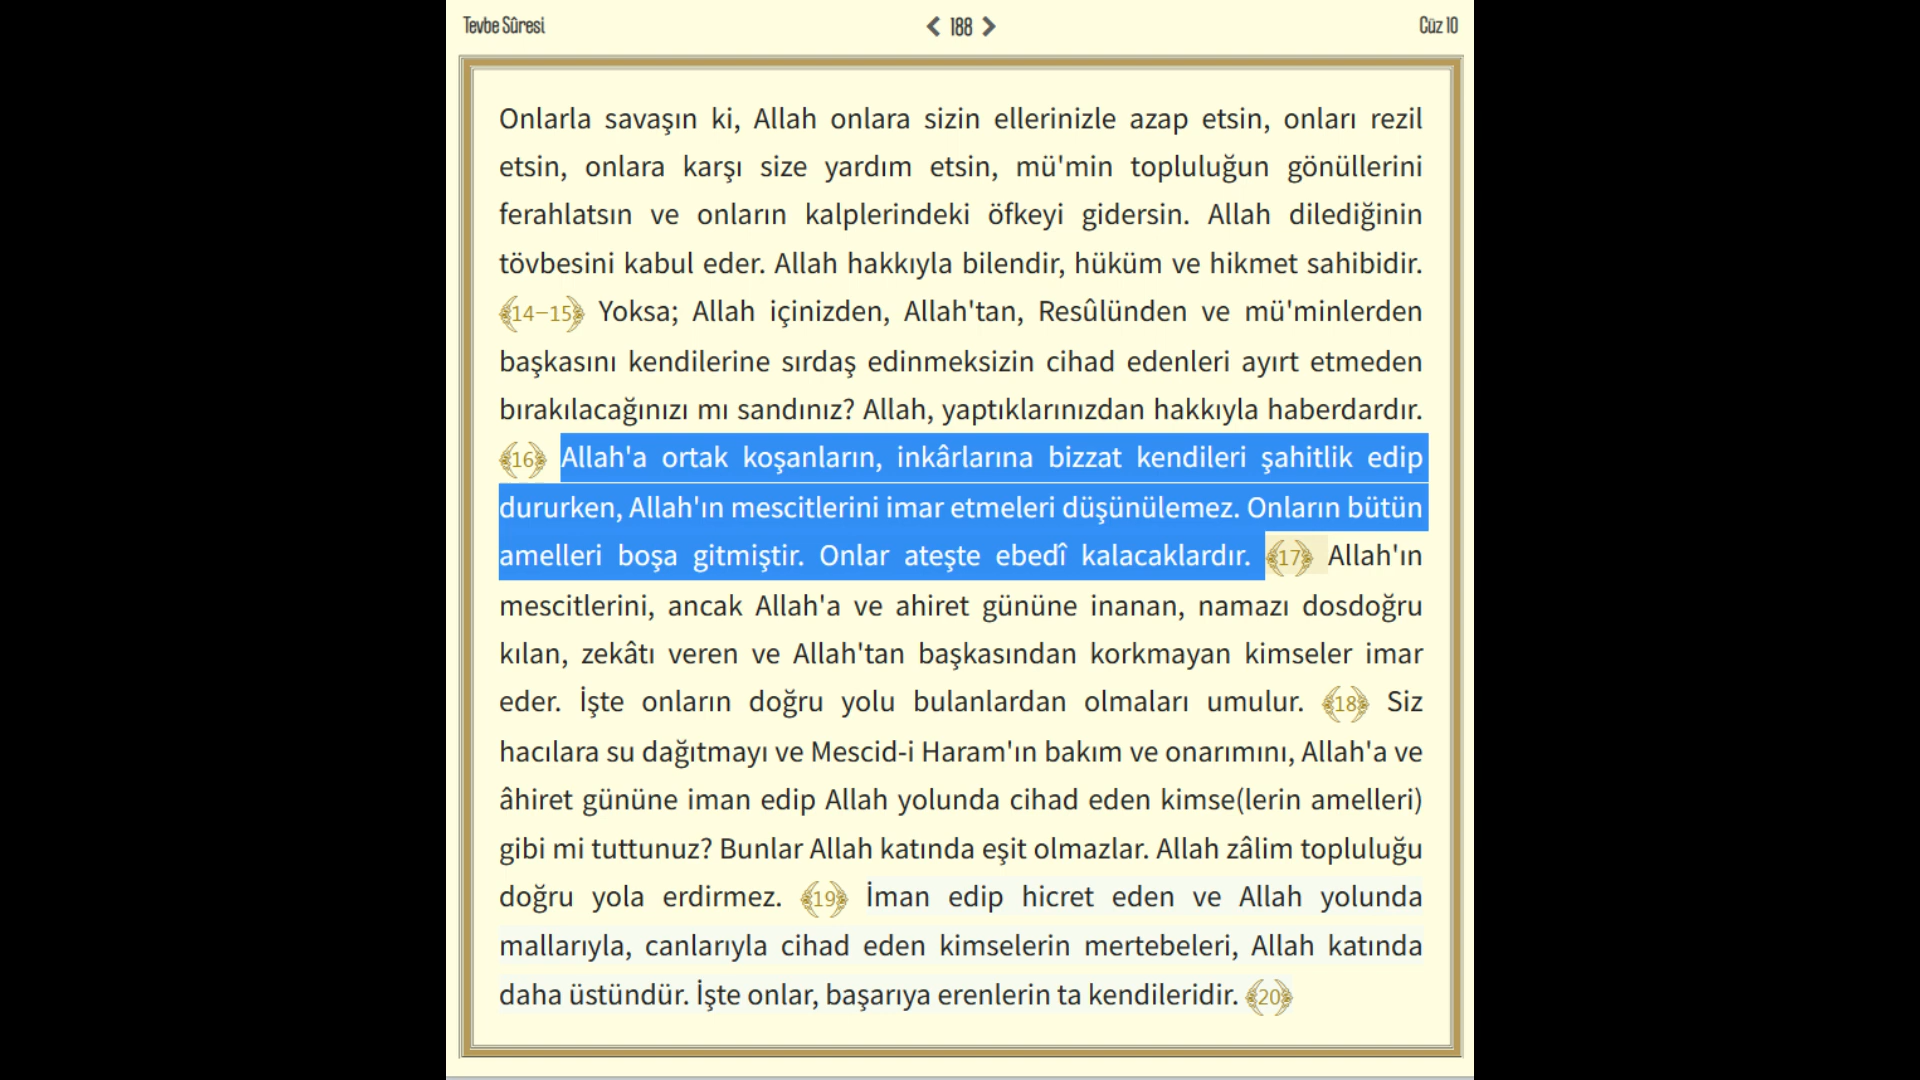 Tevbe Sûresi
188
Cüz 10
Onlarla savaşın ki, Allah onlara sizin ellerinizle azap etsin, onları rezil
etsin, onlara karşı size yardım etsin, mü'min topluluğun gönüllerini
ferahlatsın ve onların kalplerindeki öfkeyi gidersin. Allah dilediğinin
tövbesini kabul eder. Allah hakkıyla bilendir, hüküm ve hikmet sahibidir.
﴾14–15﴿ Yoksa; Allah içinizden, Allah'tan, Resûlünden ve mü'minlerden
başkasını kendilerine sırdaş edinmeksizin cihad edenleri ayırt etmeden
bırakılacağınızı mı sandınız? Allah, yaptıklarınızdan hakkıyla haberdardır.
﴾16﴿ Allah'a ortak koşanların, inkârlarına bizzat kendileri şahitlik edip
dururken, Allah'ın mescitlerini imar etmeleri düşünülemez. Onların bütün
amelleri boşa gitmiştir. Onlar ateşte ebedî kalacaklardır. ﴾17﴿ Allah'ın
mescitlerini, ancak Allah'a ve ahiret gününe inanan, namazı dosdoğru
kılan, zekâtı veren ve Allah'tan başkasından korkmayan kimseler imar
eder. İşte onların doğru yolu bulanlardan olmaları umulur. ﴾18﴿ Siz
hacılara su dağıtmayı ve Mescid-i Haram'ın bakım ve onarımını, Allah'a ve
âhiret gününe iman edip Allah yolunda cihad eden kimse(lerin amelleri)
gibi mi tuttunuz? Bunlar Allah katında eşit olmazlar. Allah zâlim topluluğu
doğru yola erdirmez. ﴾19﴿ İman edip hicret eden ve Allah yolunda
mallarıyla, canlarıyla cihad eden kimselerin mertebeleri, Allah katında
daha üstündür. İşte onlar, başarıya erenlerin ta kendileridir. ﴾20﴿